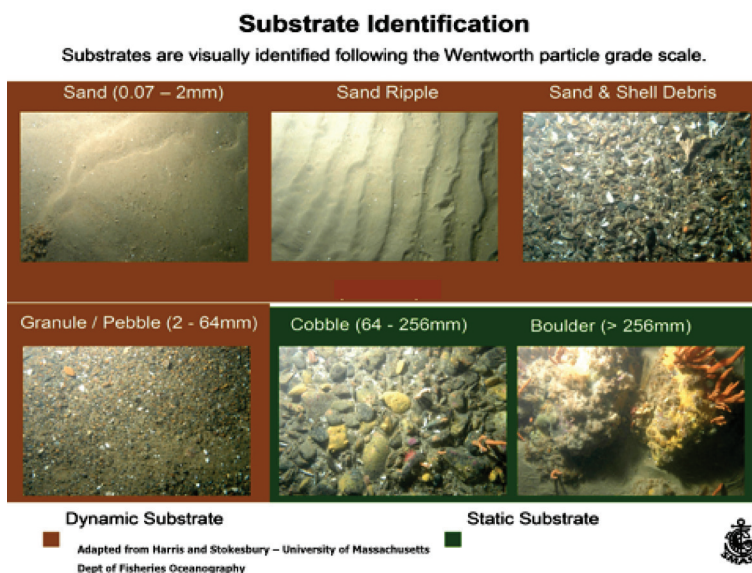 Substrate Identification
Substrates are visually identified following the Wentworth particle grade scale.
Sand (0.07 – 2mm)
Sand Ripple
Sand & Shell Debris
Granule / Pebble (2 - 64mm)
Cobble (64 - 256mm)
Boulder (> 256mm)
Dynamic Substrate
Static Substrate
Adapted from Harris and Stokesbury – University of Massachusetts
Dept of Fisheries Oceanography
SMAST